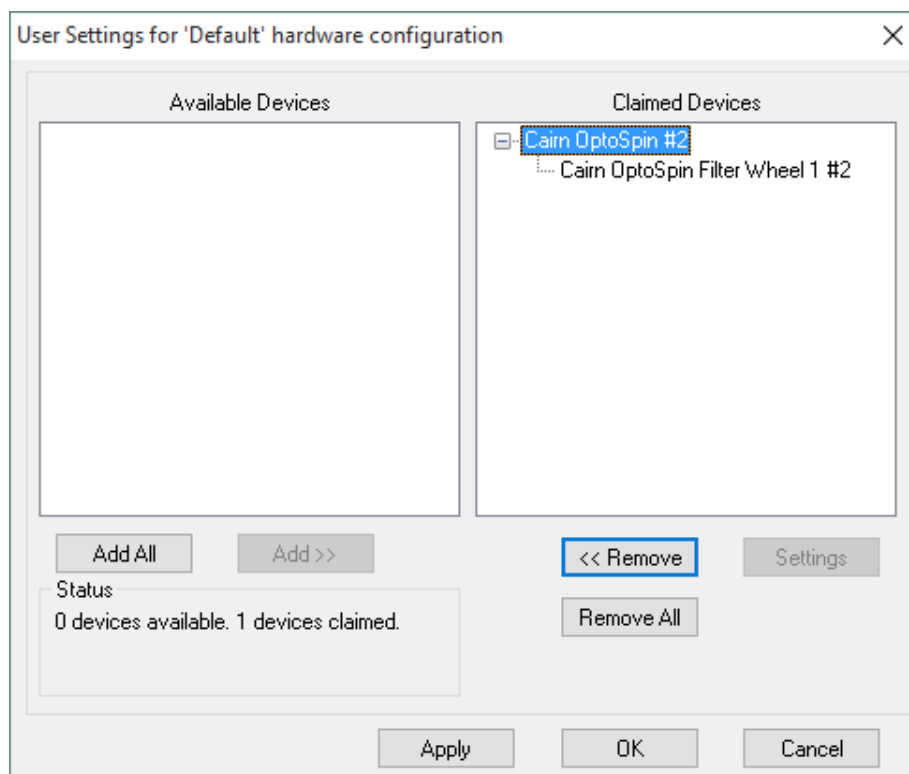 User Settings for 'Default' hardware configuration
Available Devices
Claimed Devices
Cairn OptoSpin #2
Cairn OptoSpin Filter Wheel 1 #2
Add All
Add >>
<< Remove
Settings
Status
0 devices available. 1 devices claimed.
Remove All
Apply
OK
Cancel